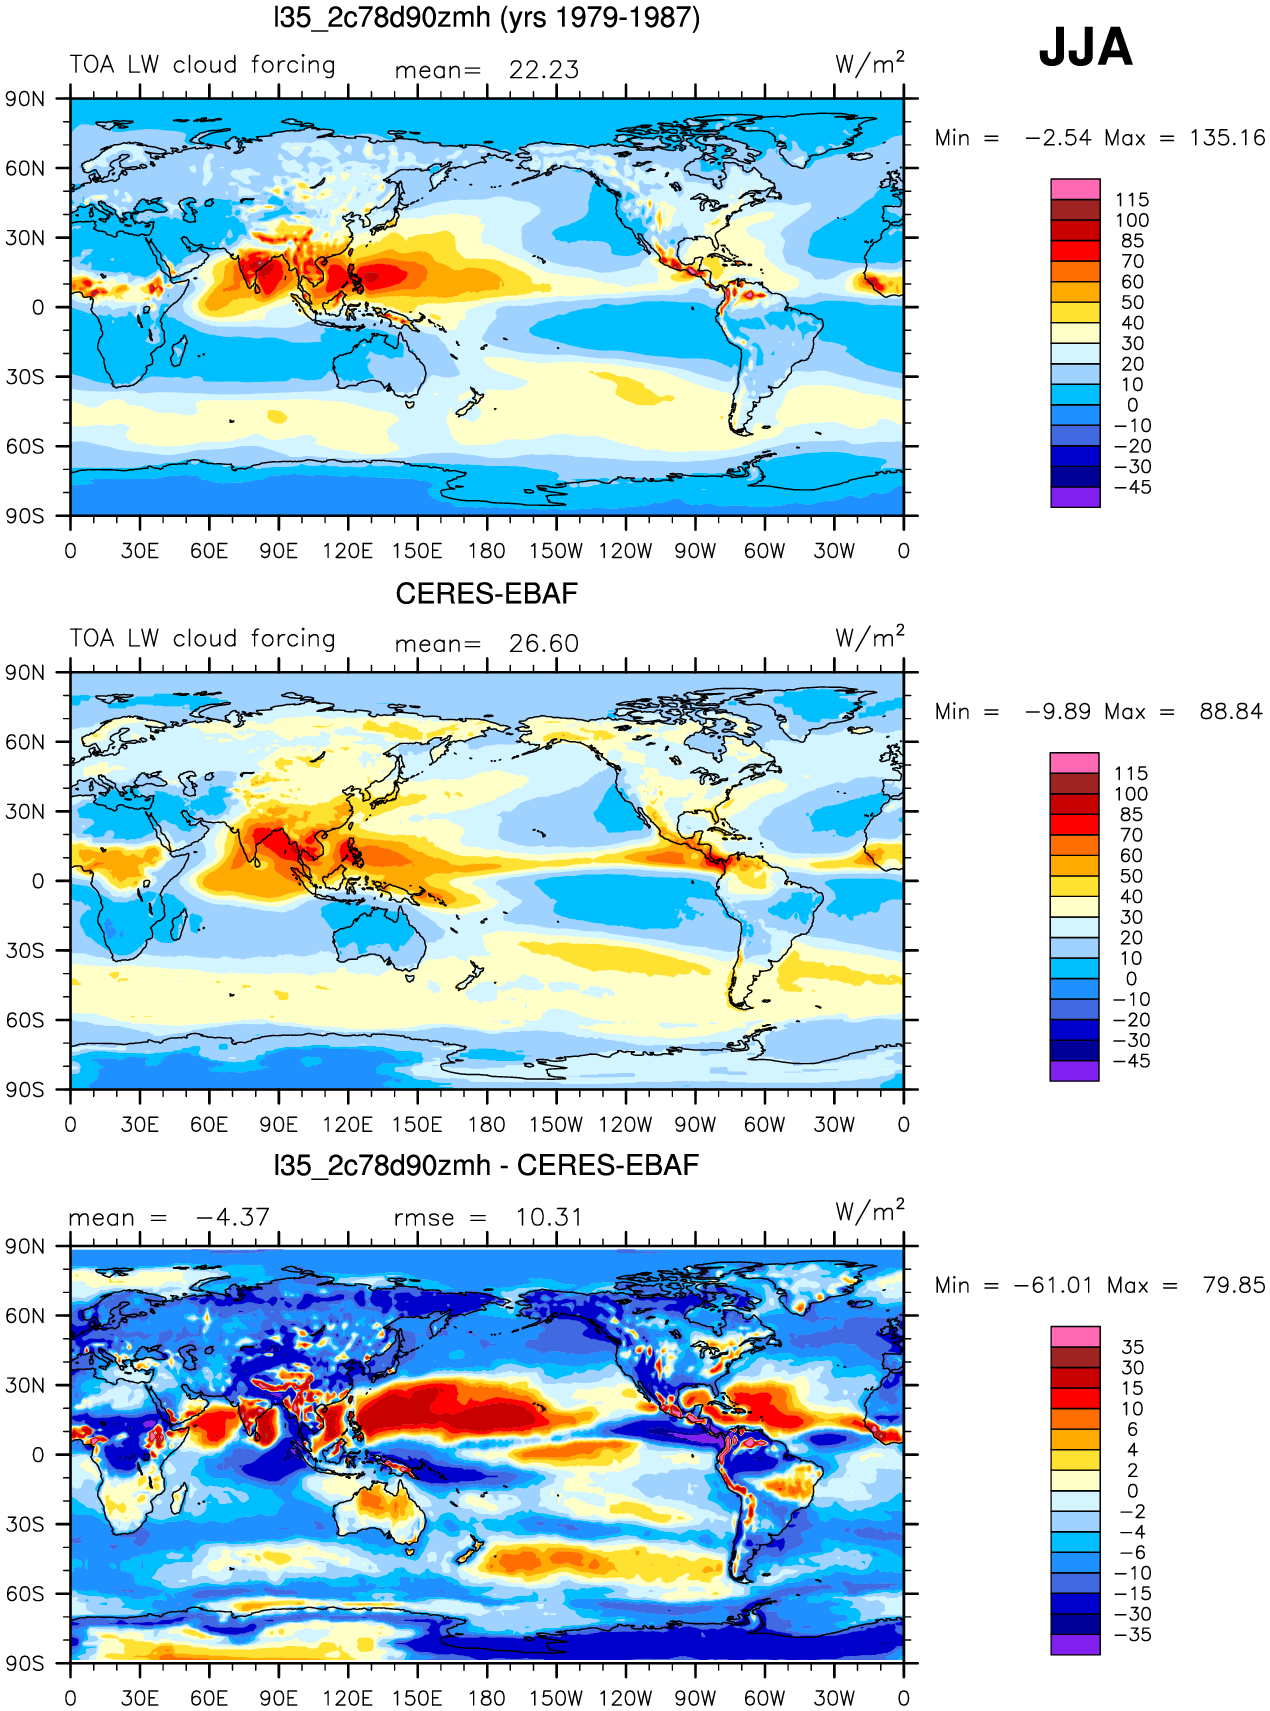 l35_2c78d90zmh (yrs 1979-1987)
JJA
TOA LW cloud forcing mean= 22.23 W/m²
Min = −2.54 Max = 135.16
90N
60N
30N
0
30S
60S
90S
0 30E 60E 90E 120E 150E 180 150W 120W 90W 60W 30W 0
115
100
85
70
60
50
40
30
20
10
0
−10
−20
−30
−45
CERES-EBAF
TOA LW cloud forcing mean= 26.60 W/m²
Min = −9.89 Max = 88.84
90N
60N
30N
0
30S
60S
90S
0 30E 60E 90E 120E 150E 180 150W 120W 90W 60W 30W 0
115
100
85
70
60
50
40
30
20
10
0
−10
−20
−30
−45
l35_2c78d90zmh - CERES-EBAF
mean = −4.37 rmse = 10.31 W/m²
Min = −61.01 Max = 79.85
90N
60N
30N
0
30S
60S
90S
0 30E 60E 90E 120E 150E 180 150W 120W 90W 60W 30W 0
35
30
15
10
6
4
2
0
−2
−4
−6
−10
−15
−30
−35